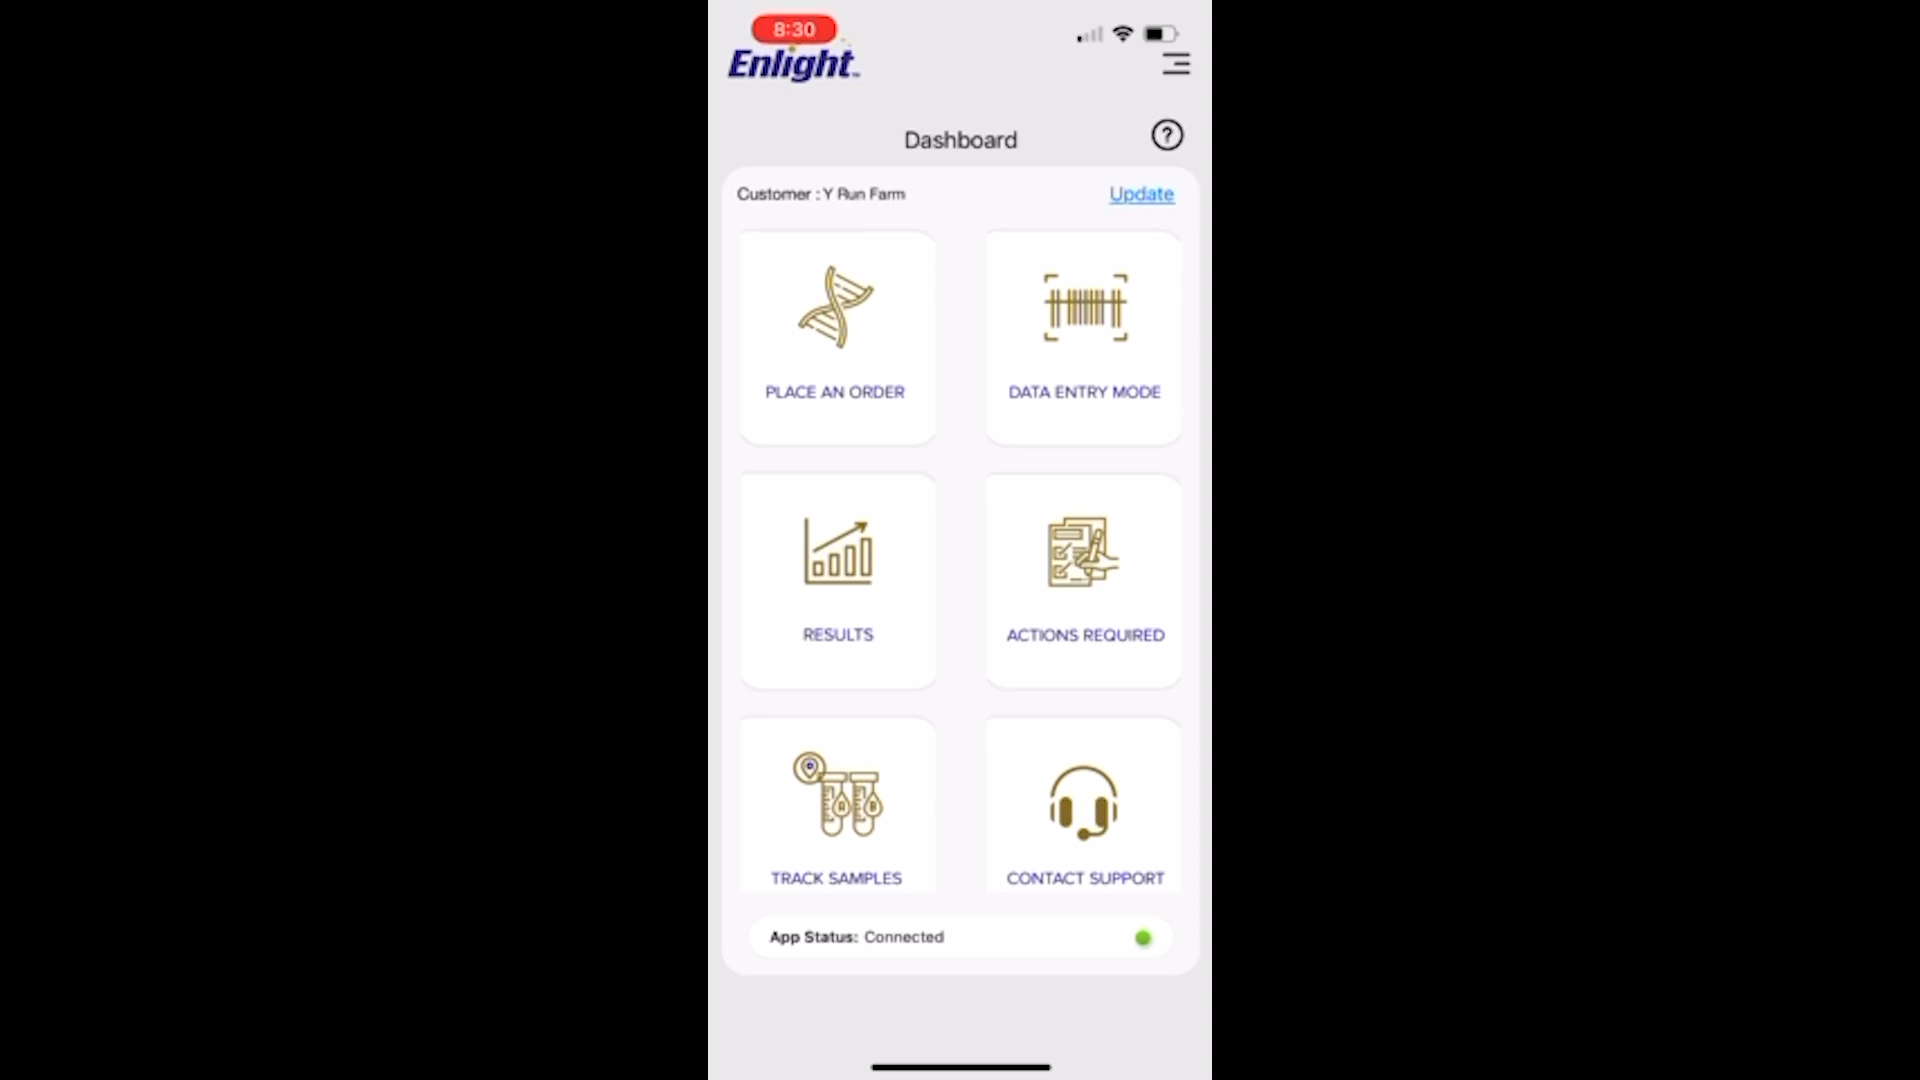 8:30
Enlight™
Dashboard
?
Customer : Y Run Farm
Update
PLACE AN ORDER
DATA ENTRY MODE
RESULTS
ACTIONS REQUIRED
A B
TRACK SAMPLES
CONTACT SUPPORT
App Status: Connected